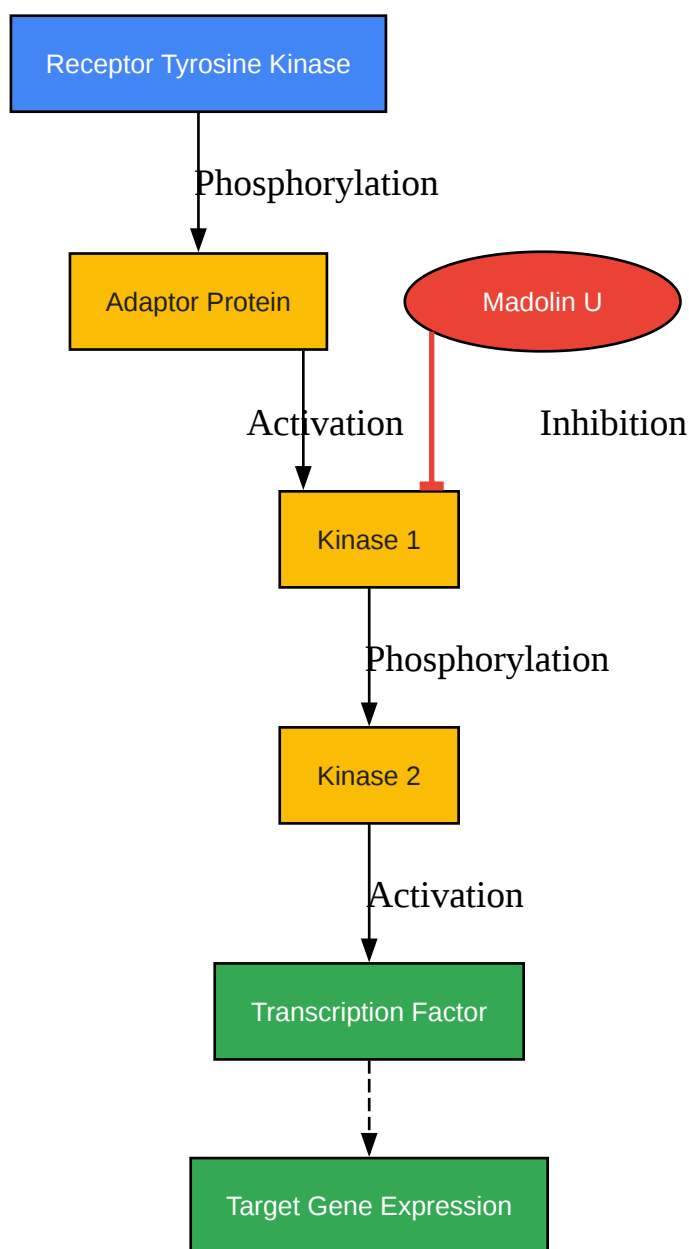 Receptor Tyrosine Kinase
Phosphorylation
Adaptor Protein
Madolin U
Activation
Inhibition
Kinase 1
Phosphorylation
Kinase 2
Activation
Transcription Factor
Target Gene Expression